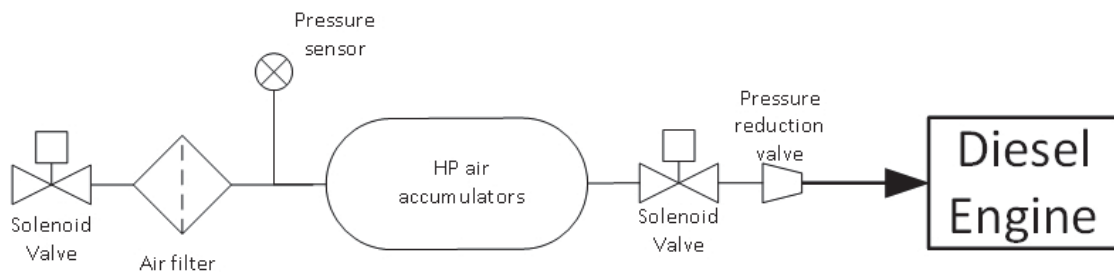 Pressure
sensor
Solenoid
Valve
Air filter
HP air
accumulators
Solenoid
Valve
Pressure
reduction
valve
Diesel
Engine